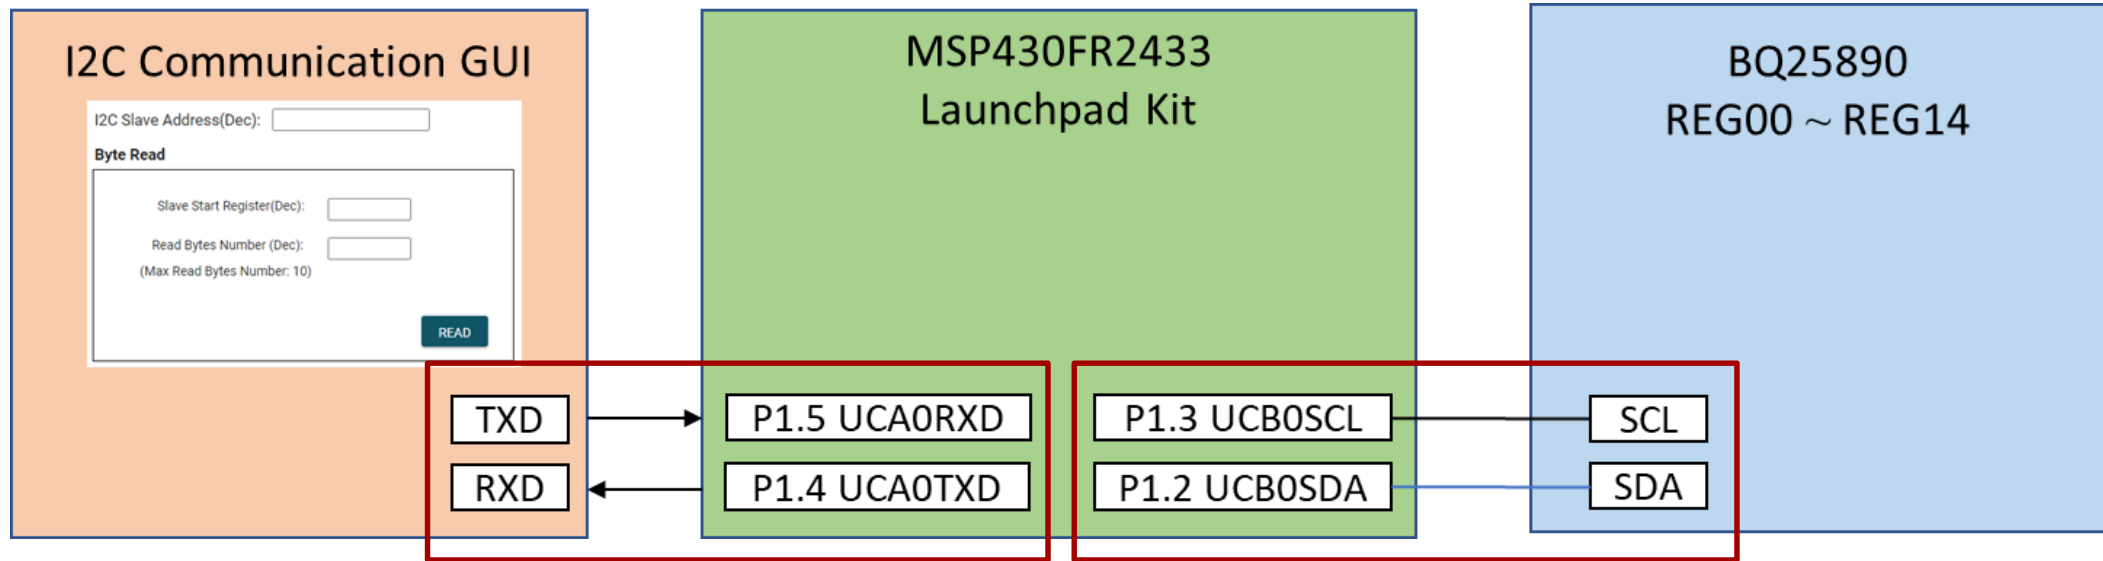 I2C Communication GUI
I2C Slave Address(Dec):
Byte Read
Slave Start Register(Dec):
Read Bytes Number (Dec):
(Max Read Bytes Number: 10)
READ
TXD
RXD
MSP430FR2433
Launchpad Kit
P1.5 UCA0RXD
P1.4 UCA0TXD
P1.3 UCB0SCL
P1.2 UCB0SDA
BQ25890
REG00 ~ REG14
SCL
SDA